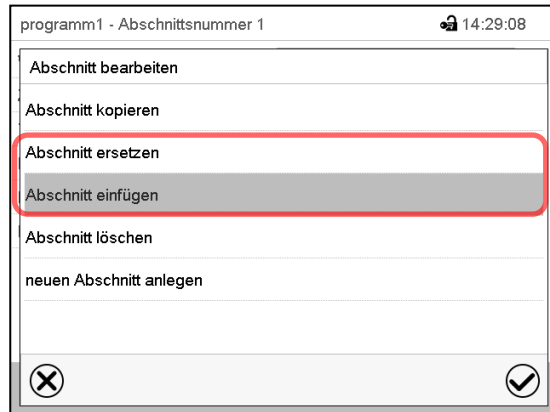 programm1 - Abschnittsnummer 1 14:29:08
Abschnitt bearbeiten
Abschnitt kopieren
Abschnitt ersetzen
Abschnitt einfügen
Abschnitt löschen
neuen Abschnitt anlegen